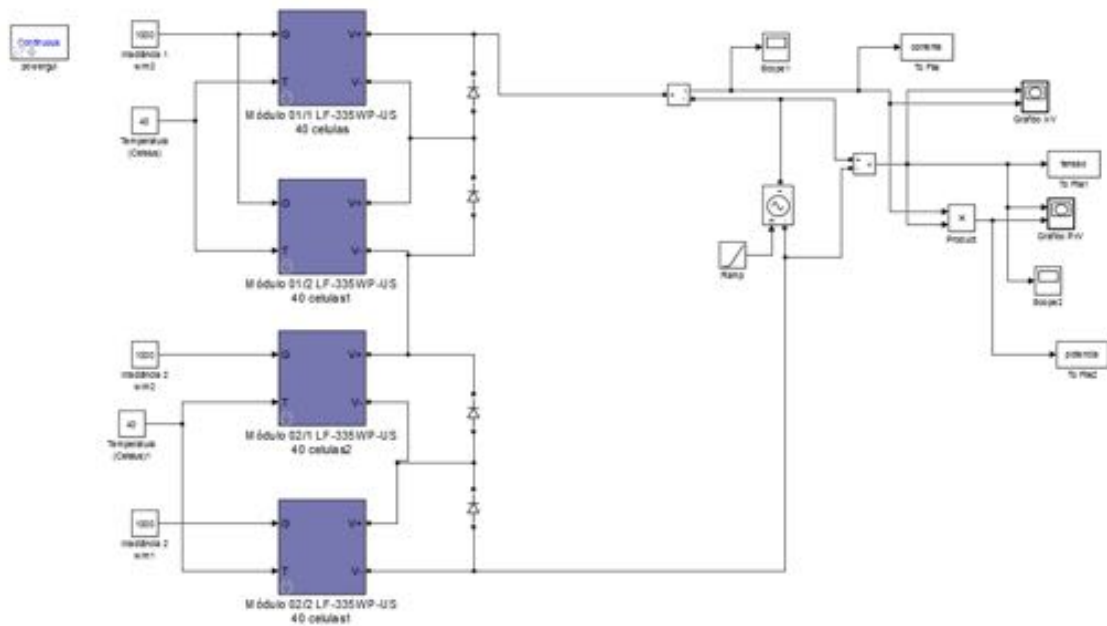 Continuous
powergui
1000
Irradiância 1
w/m2
40
Temperatura
(Celsius)
G
T
V+
V-
Módulo 01/1 LF-335WP-US
40 celulas
G
T
V+
V-
Módulo 01/2 LF-335WP-US
40 celulas1
1000
Irradiância 2
w/m2
40
Temperatura
(Celsius)1
G
T
V+
V-
Módulo 02/1 LF-335WP-US
40 celulas2
1000
Irradiância 2
w/m1
G
T
V+
V-
Módulo 02/2 LF-335WP-US
40 celulas1
Scope1
corrente
To File
Grafico IxV
tensao
To File1
Product
Grafico PxV
Ramp
Scope2
potencia
To File2